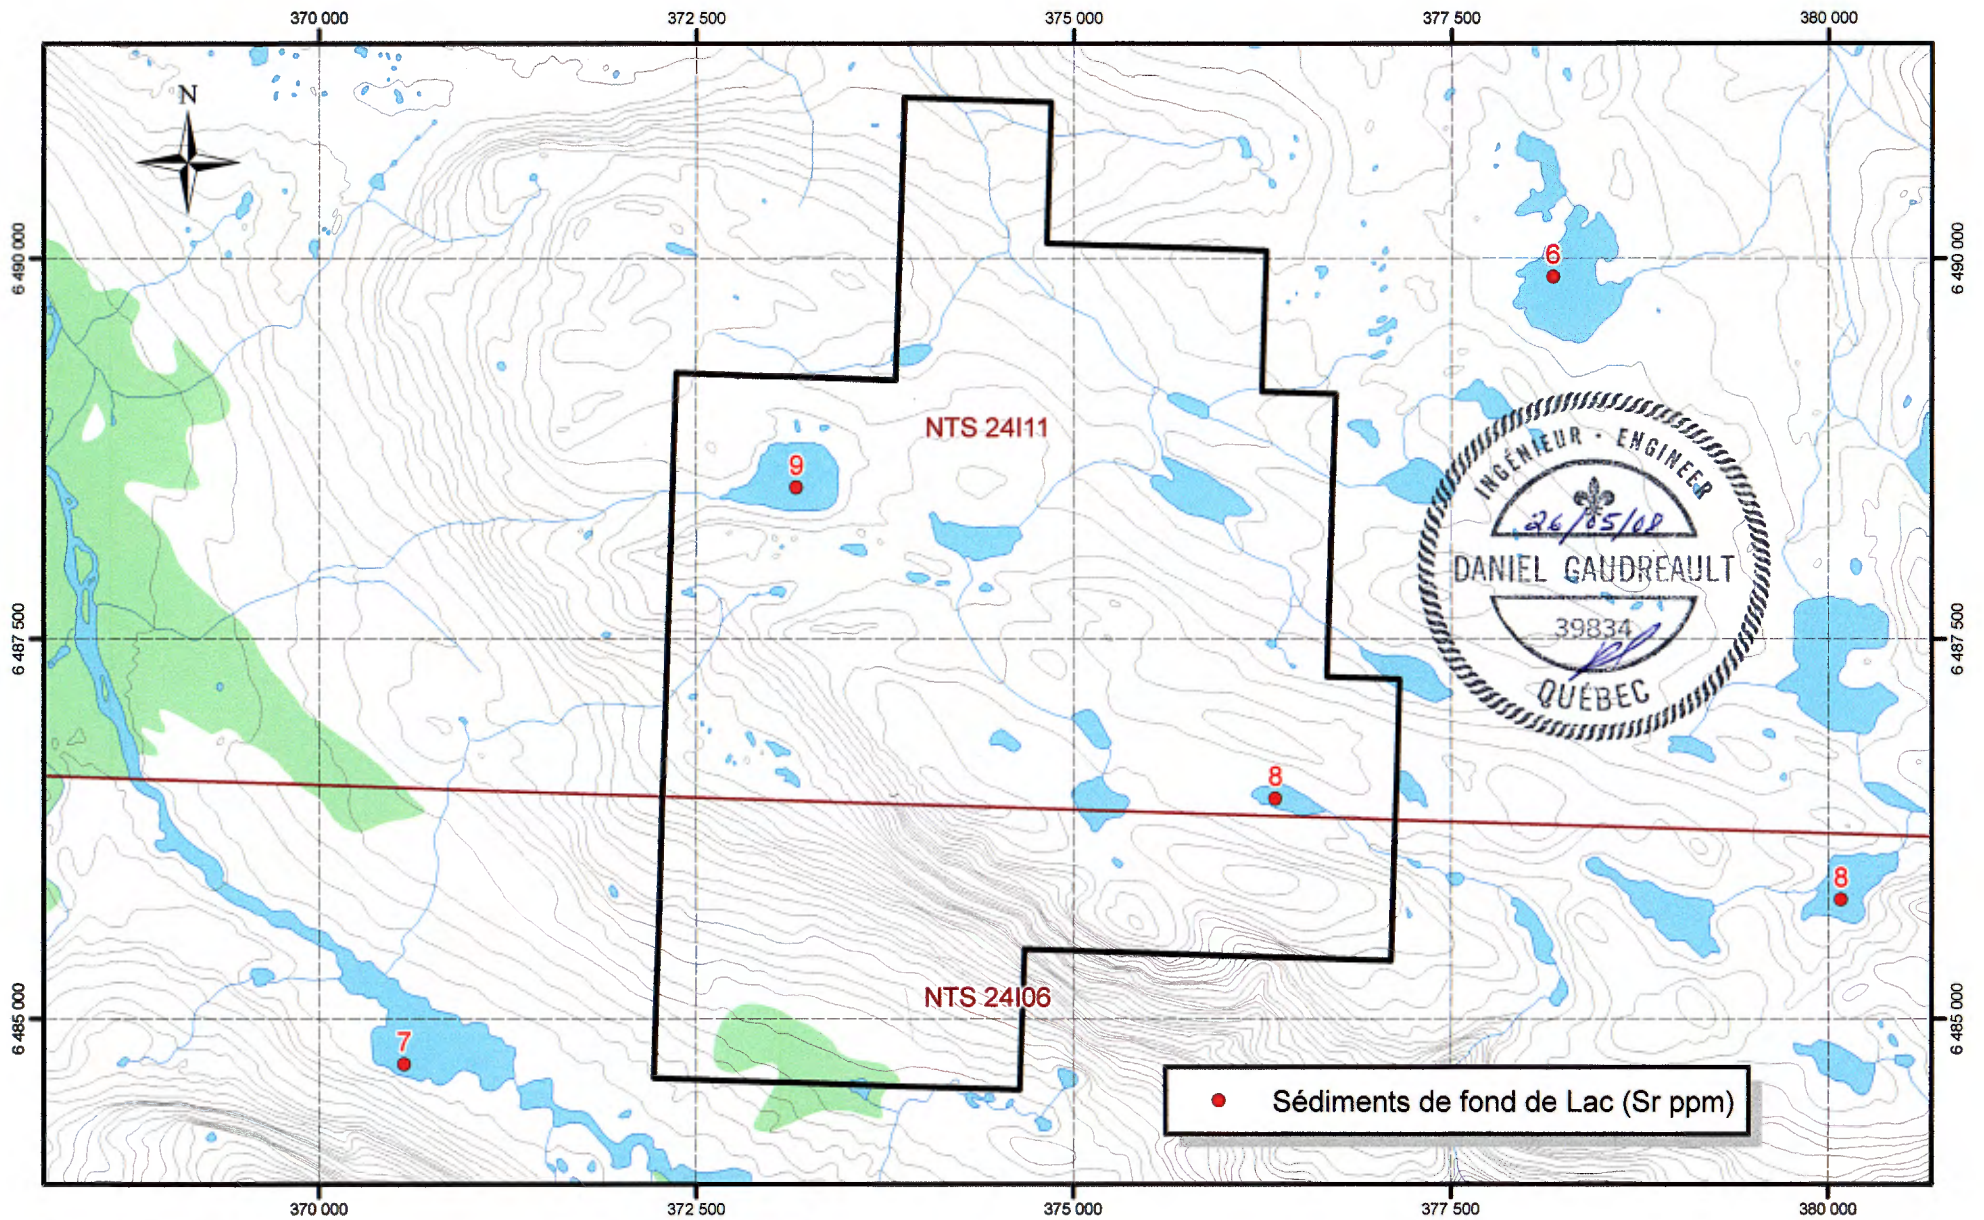 370 000
372 500
375 000
377 500
380 000
N
6 490 000
6 490 000
6
NTS 24I11
9
INGÉNIEUR · ENGINEER
26/05/08
DANIEL GAUDREAULT
39834
QUÉBEC
6 487 500
6 487 500
8
8
NTS 24I06
6 485 000
6 485 000
7
Sédiments de fond de Lac (Sr ppm)
370 000
372 500
375 000
377 500
380 000